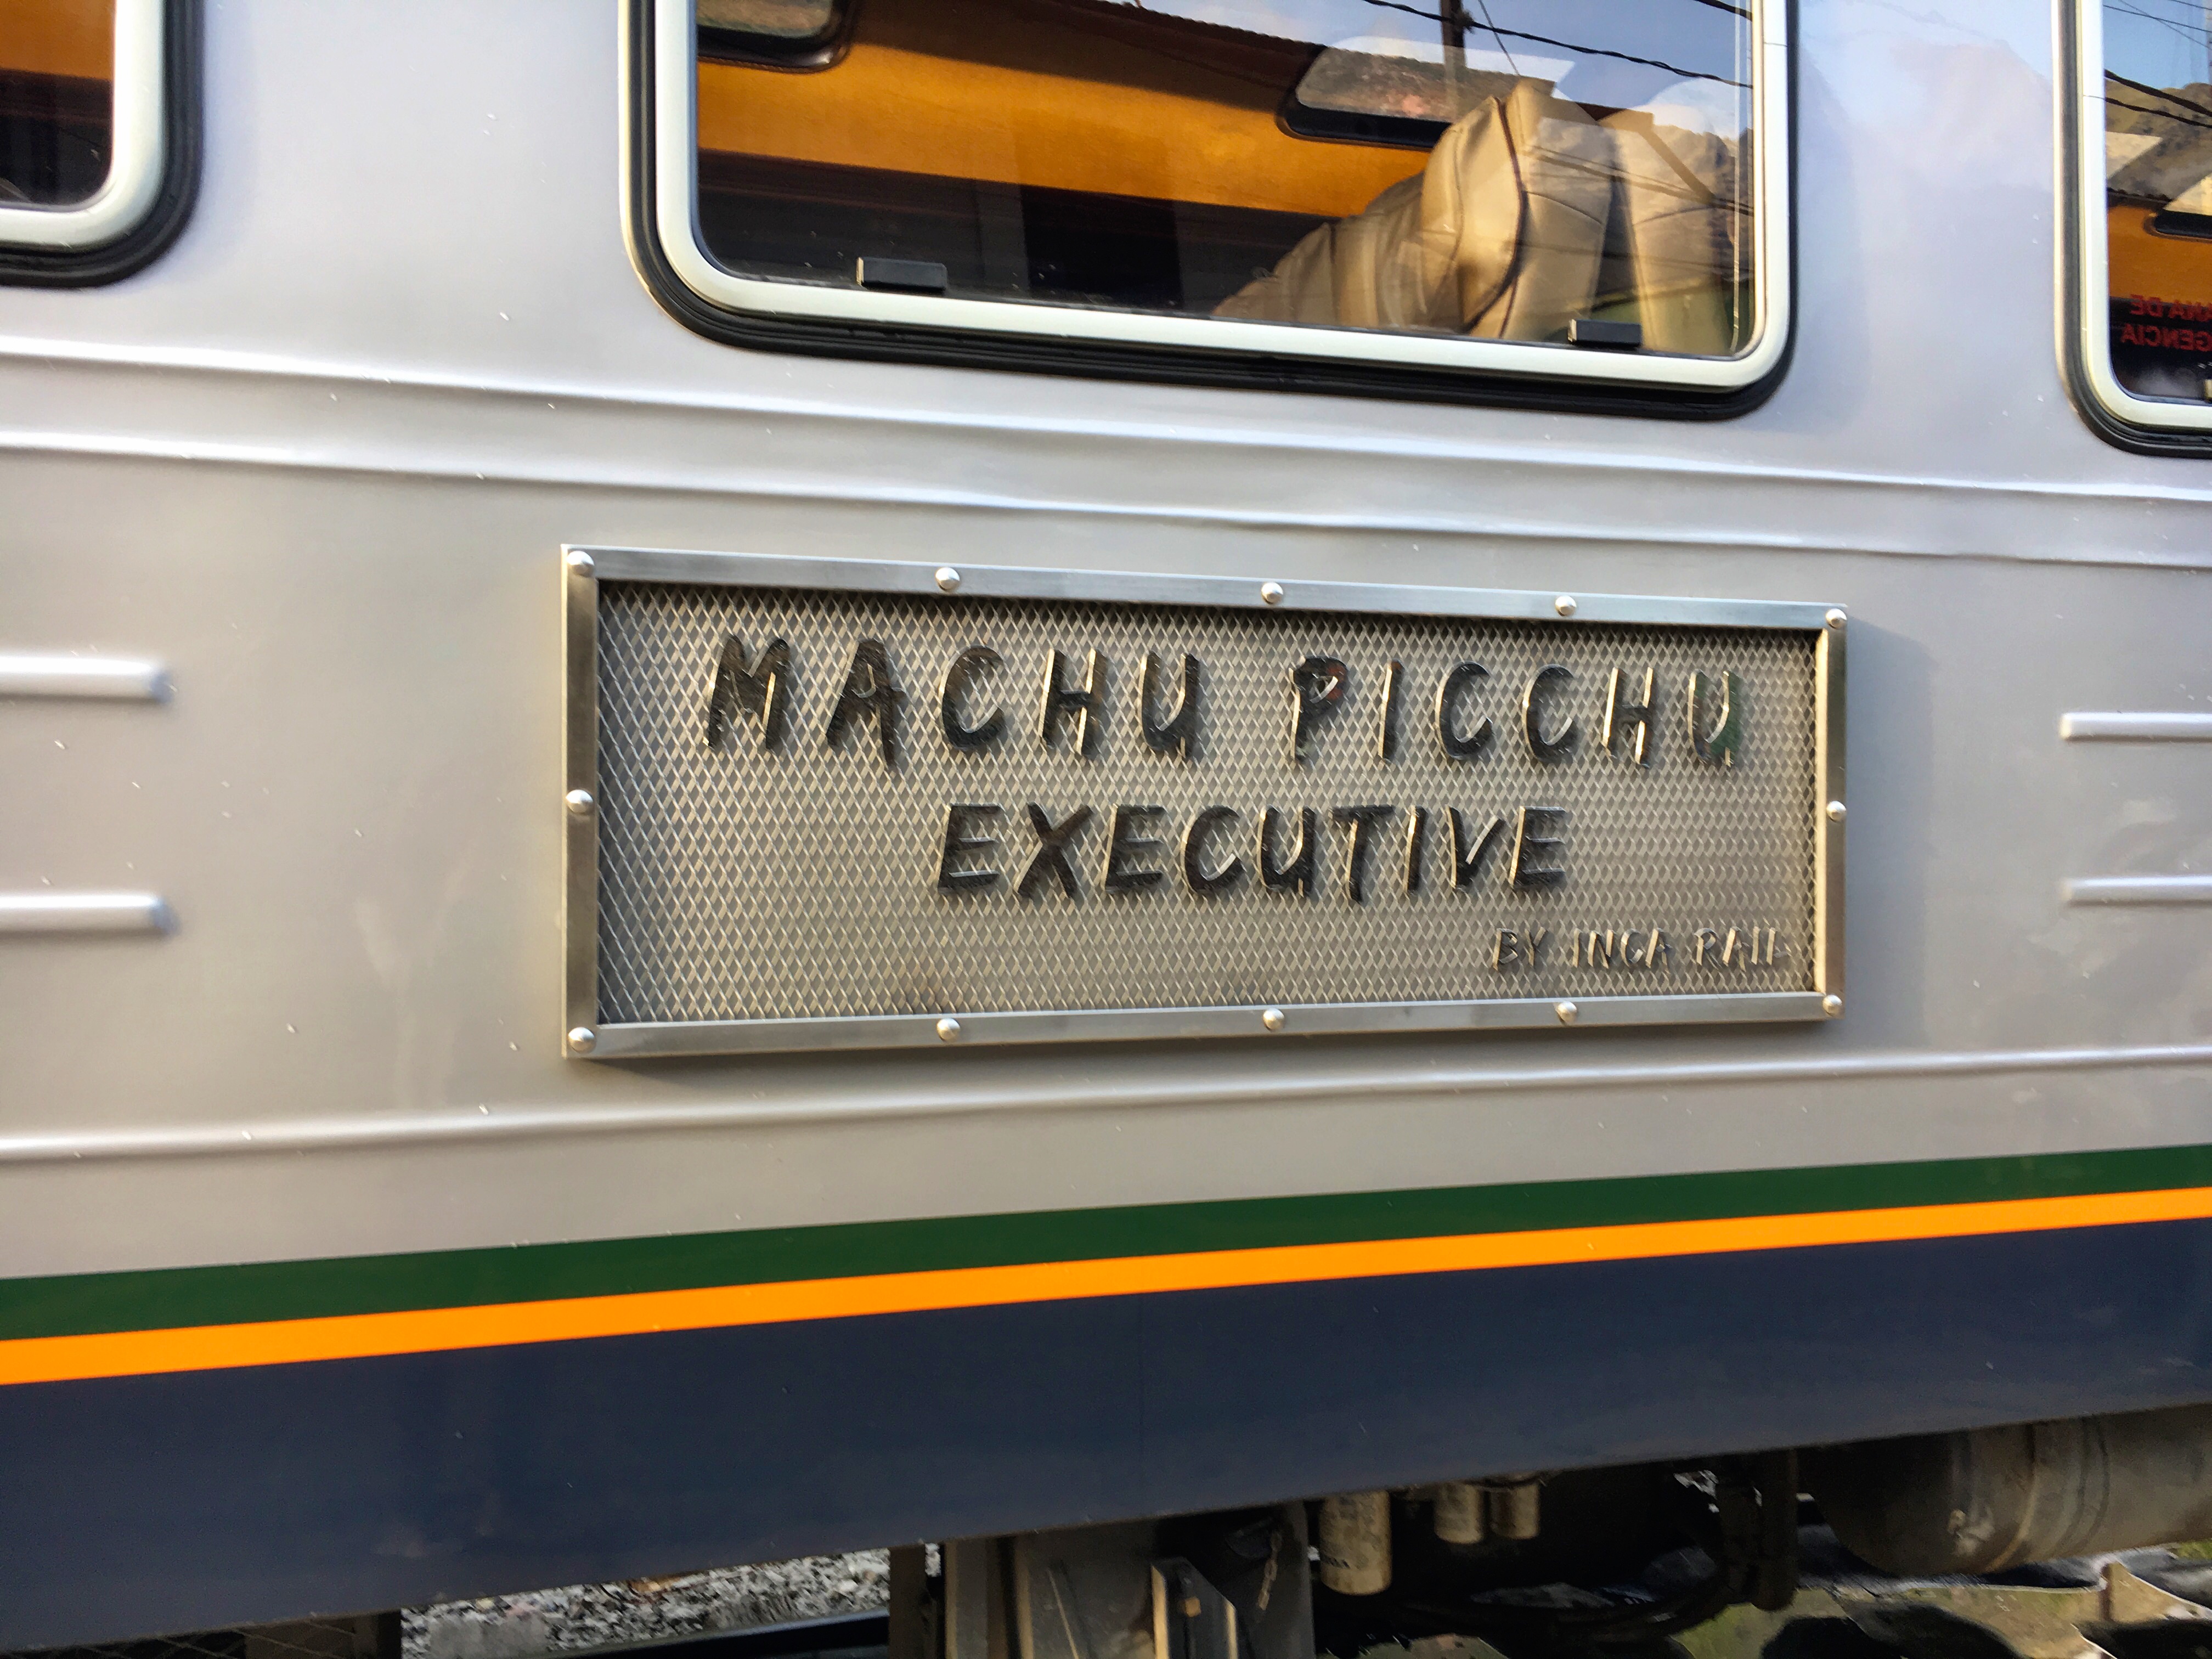 MACHU PICCHU
EXECUTIVE
BY INCA RAIL